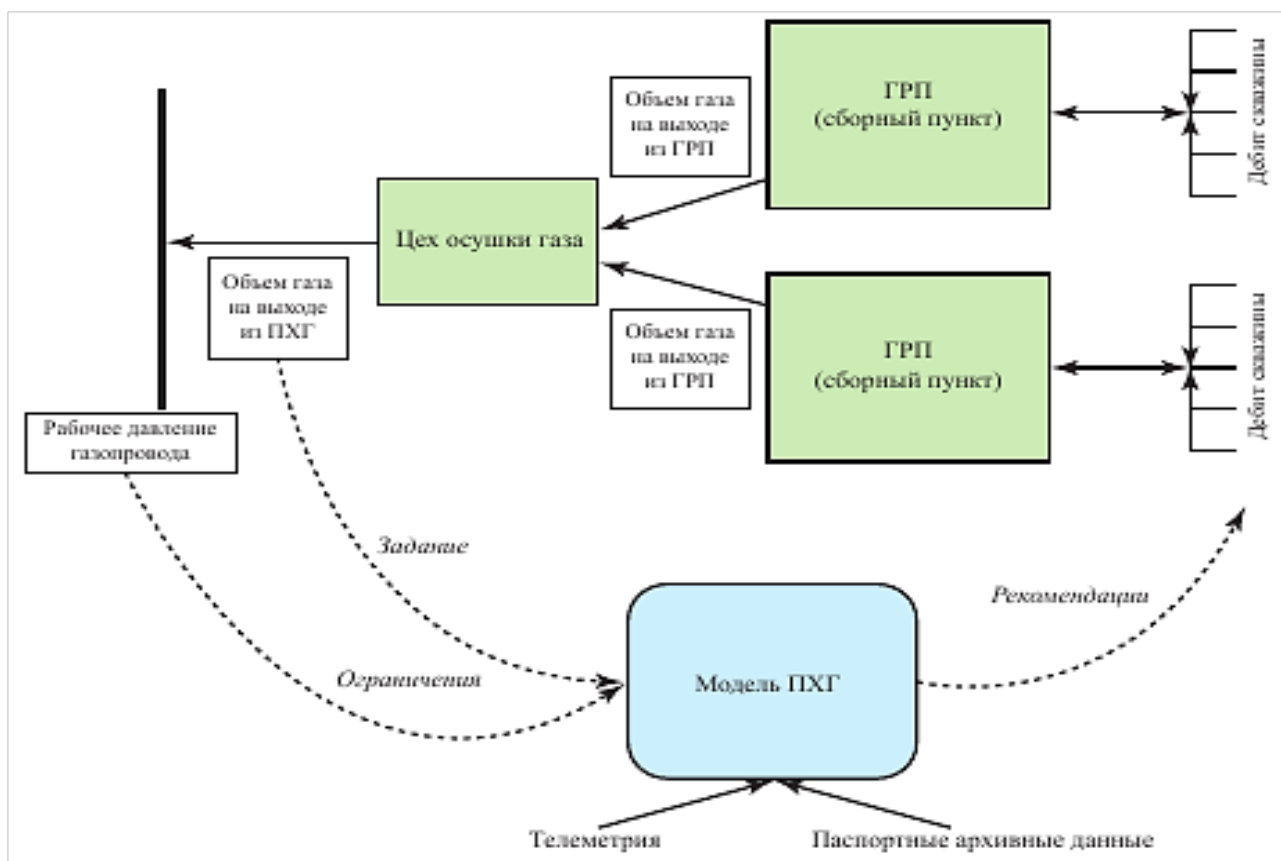 Объем газа
на выходе
из ГРП
ГРП
(сборный пункт)
Дебит скважины
Цех осушки газа
Объем газа
на выходе
из ПХГ
Объем газа
на выходе
из ГРП
ГРП
(сборный пункт)
Дебит скважины
Рабочее давление
газопровода
Задание
Рекомендации
Ограничения
Модель ПХГ
Телеметрия
Паспортные архивные данные